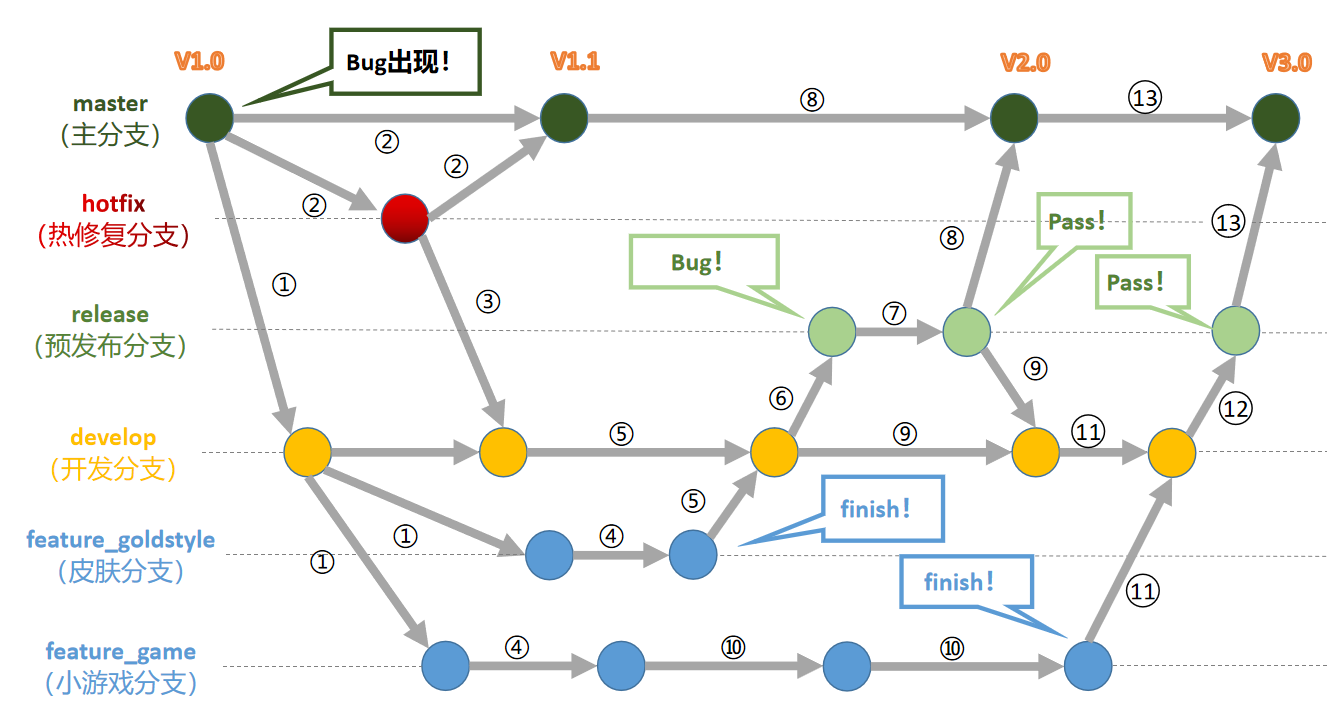 V1.0
Bug出现！
V1.1
V2.0
V3.0
master
(主分支)
②
⑧
⑬
②
②
hotfix
(热修复分支)
Pass！
⑬
①
③
Bug！
⑧
Pass！
release
(预发布分支)
⑦
⑨
⑥
⑫
develop
(开发分支)
⑤
⑨
⑪
finish！
⑤
feature_goldstyle
(皮肤分支)
①
①
④
finish！
⑪
feature_game
(小游戏分支)
④
⑩
⑩